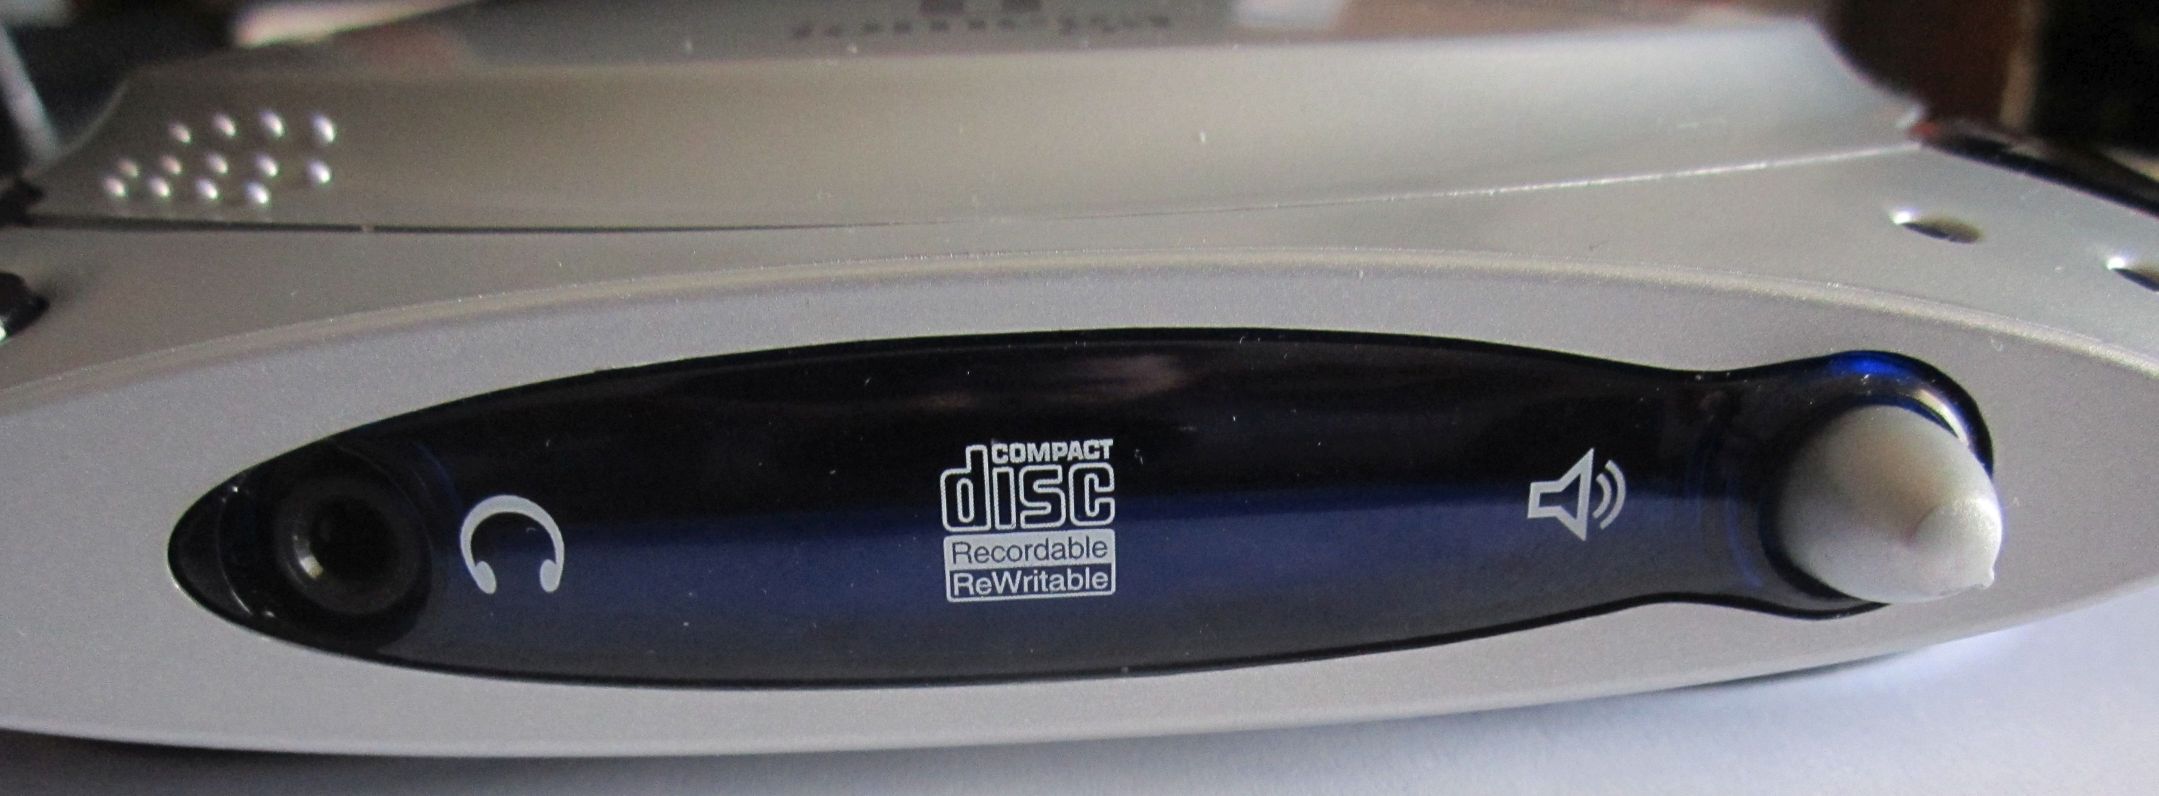 COMPACT
disc
Recordable
ReWritable